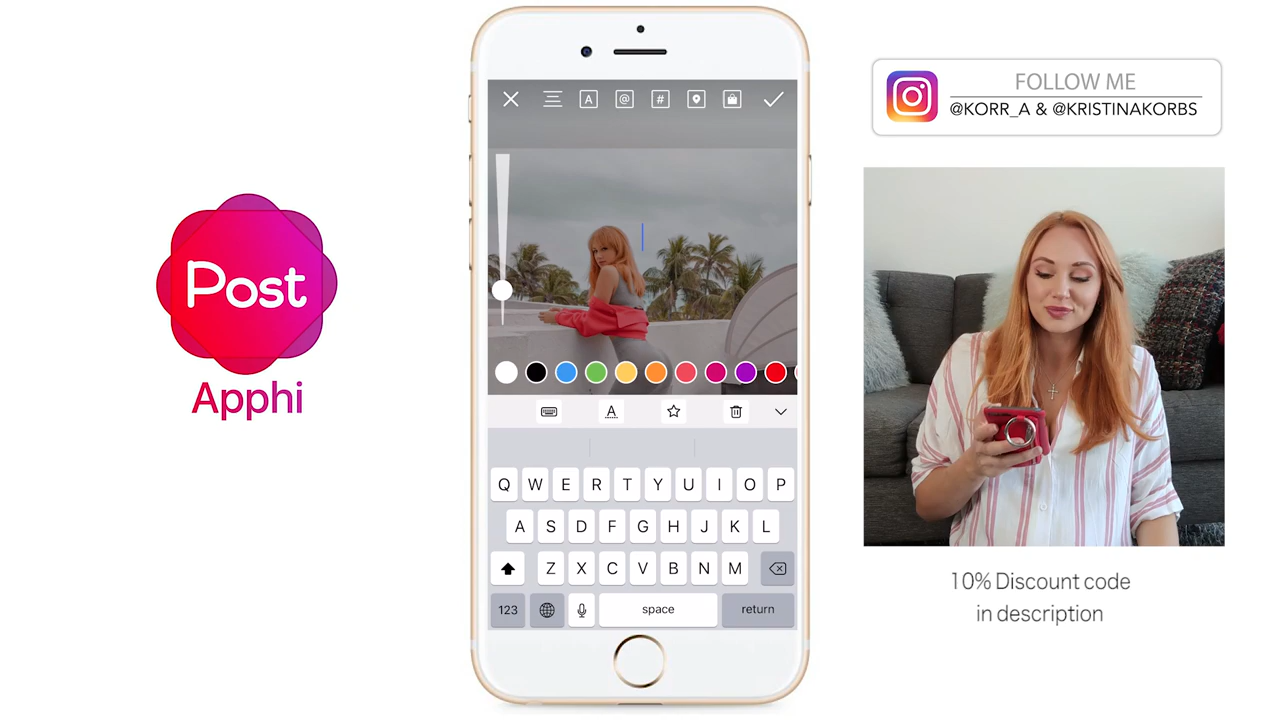 Post
Apphi
A @ #
A
Q W E R T Y U I O P
A S D F G H J K L
Z X C V B N M
123 space return
FOLLOW ME
@KORR_A & @KRISTINAKORBS
10% Discount code
in description